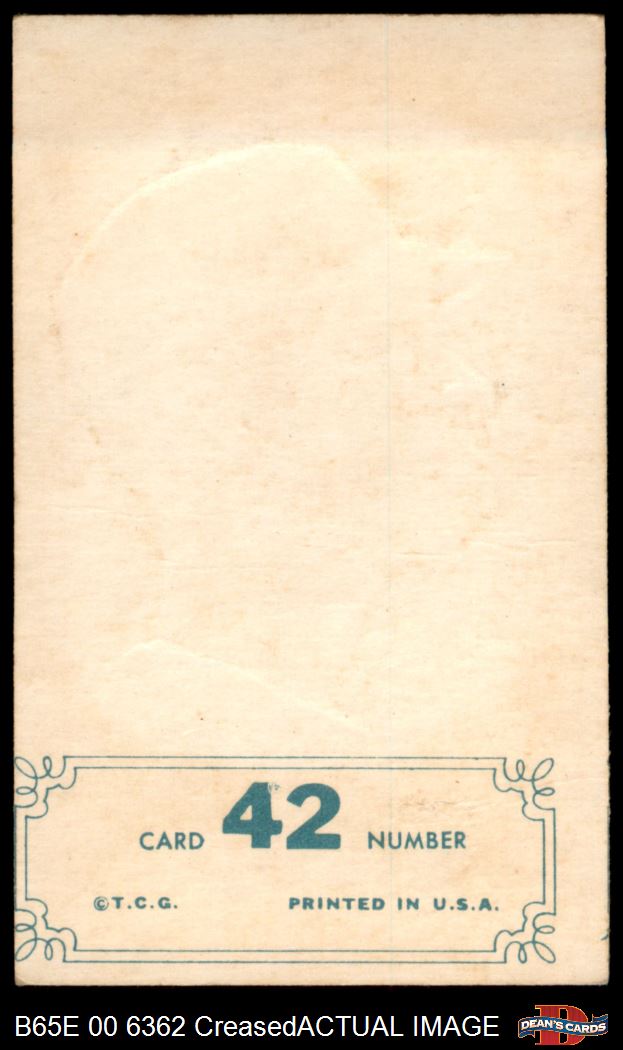 CARD 42 NUMBER
©T.C.G. PRINTED IN U.S.A.
B65E 00 6362 CreasedACTUAL IMAGE
DEAN'S CARDS